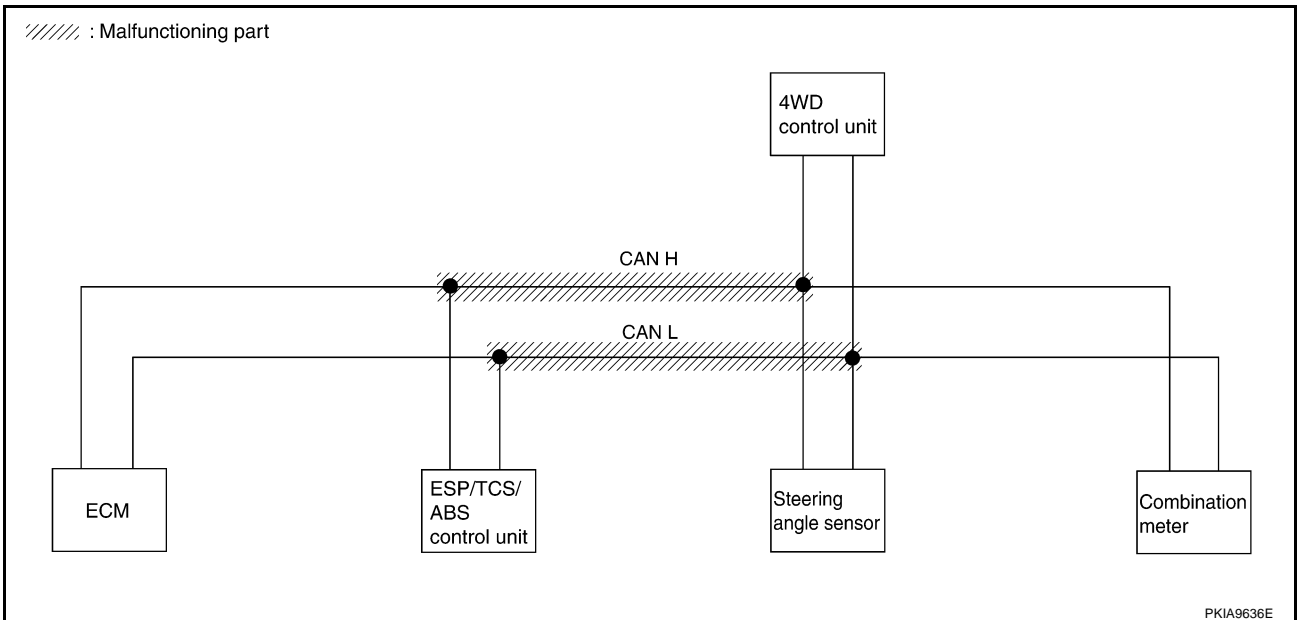 : Malfunctioning part
4WD
control unit
CAN H
CAN L
ECM
ESP/TCS/
ABS
control unit
Steering
angle sensor
Combination
meter
PKIA9636E